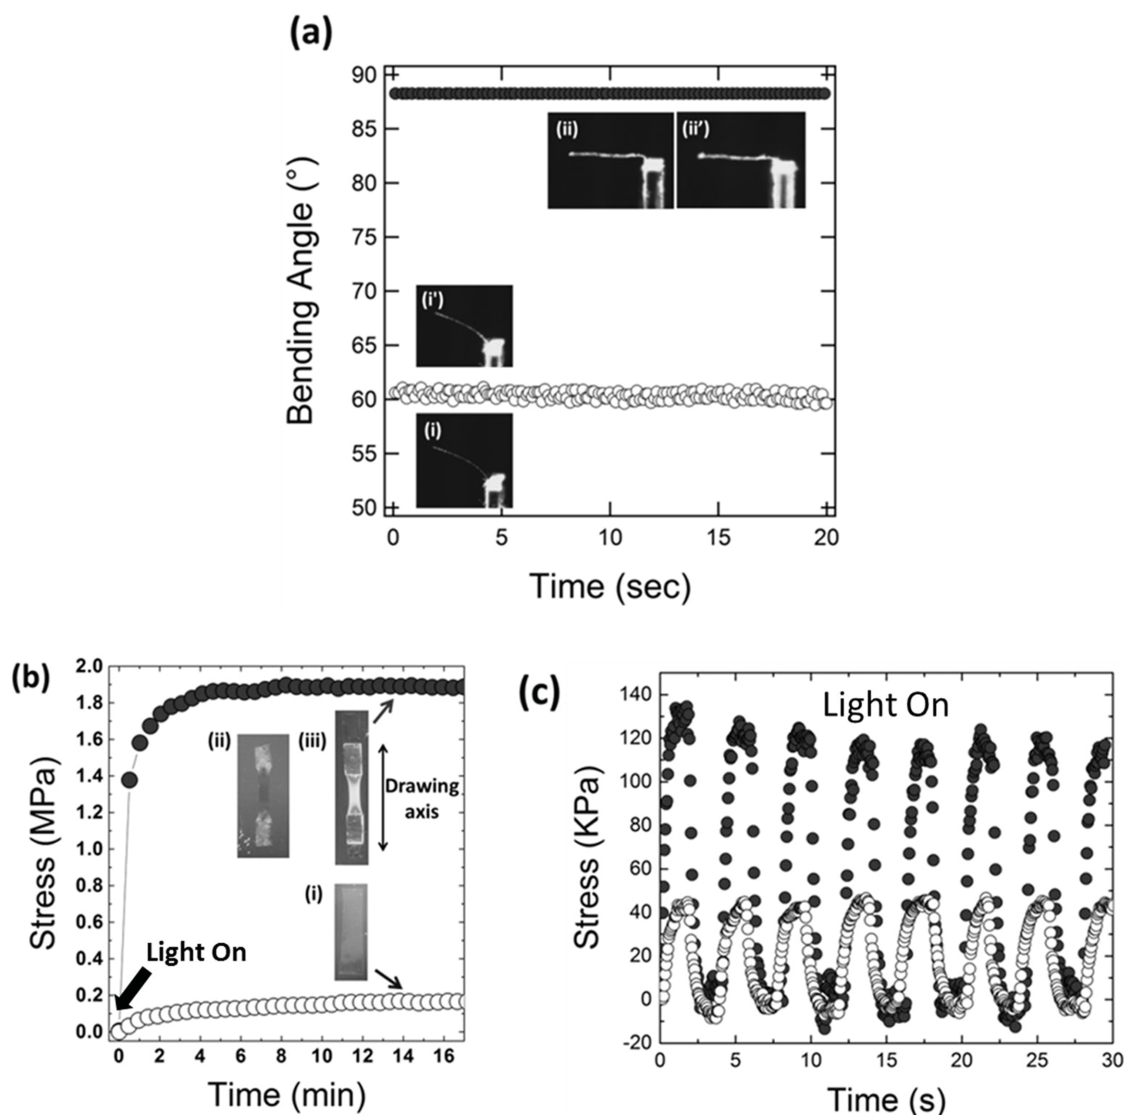 (a)
90
85
80
75
70
65
60
55
50
Bending Angle (°)
(ii) (ii')
(i')
(i)
0 5 10 15 20
Time (sec)
(b)
2.0
1.8
1.6
1.4
1.2
1.0
0.8
0.6
0.4
0.2
0.0
Stress (MPa)
(ii) (iii)
Drawing
axis
(i)
Light On
0 2 4 6 8 10 12 14 16
Time (min)
(c)
140
120
100
80
60
40
20
0
-20
Stress (KPa)
Light On
0 5 10 15 20 25 30
Time (s)